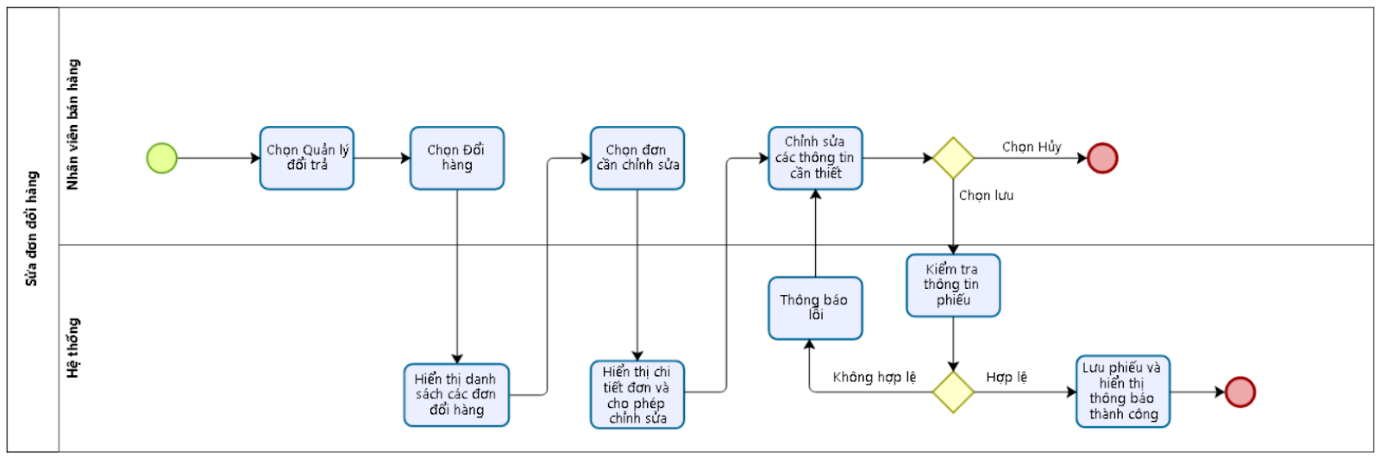 Sửa đơn đổi hàng
Nhân viên bán hàng
Chọn Quản lý
đổi trả
Chọn Đổi
hàng
Chọn đơn
cần chỉnh sửa
Chỉnh sửa
các thông tin
cần thiết
Chọn Hủy
Chọn lưu
Hệ thống
Hiển thị danh
sách các đơn
đổi hàng
Hiển thị chi
tiết đơn và
cho phép
chỉnh sửa
Thông báo
lỗi
Kiểm tra
thông tin
phiếu
Không hợp lệ
Hợp lệ
Lưu phiếu và
hiển thị
thông báo
thành công